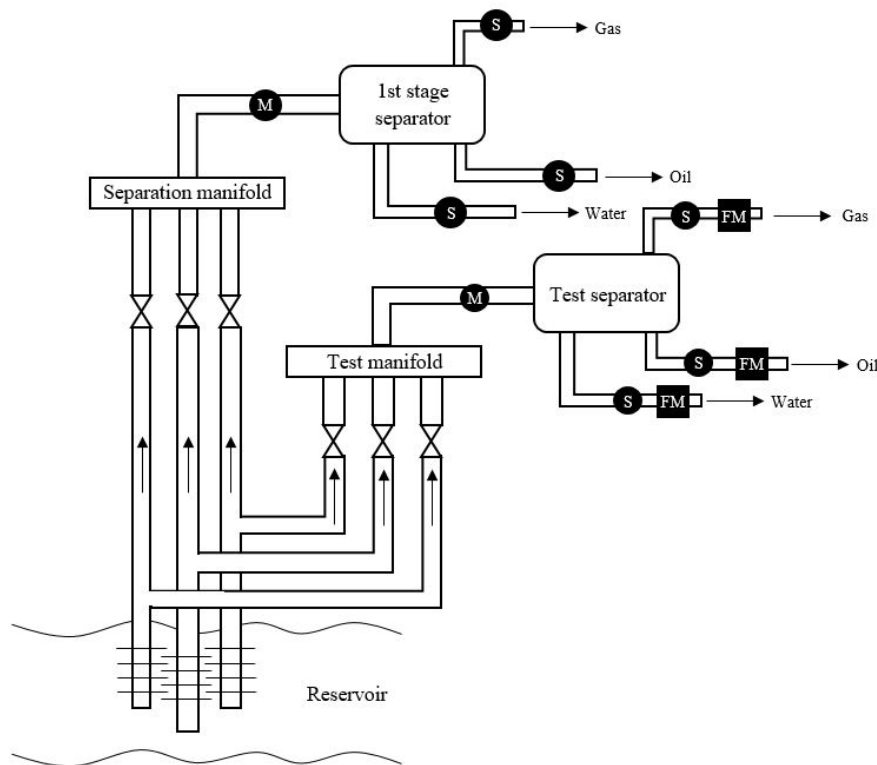 S
Gas
1st stage
separator
M
S
Oil
Separation manifold
S
Water
S
FM
Gas
Test separator
M
Test manifold
S
FM
Oil
S
FM
Water
Reservoir